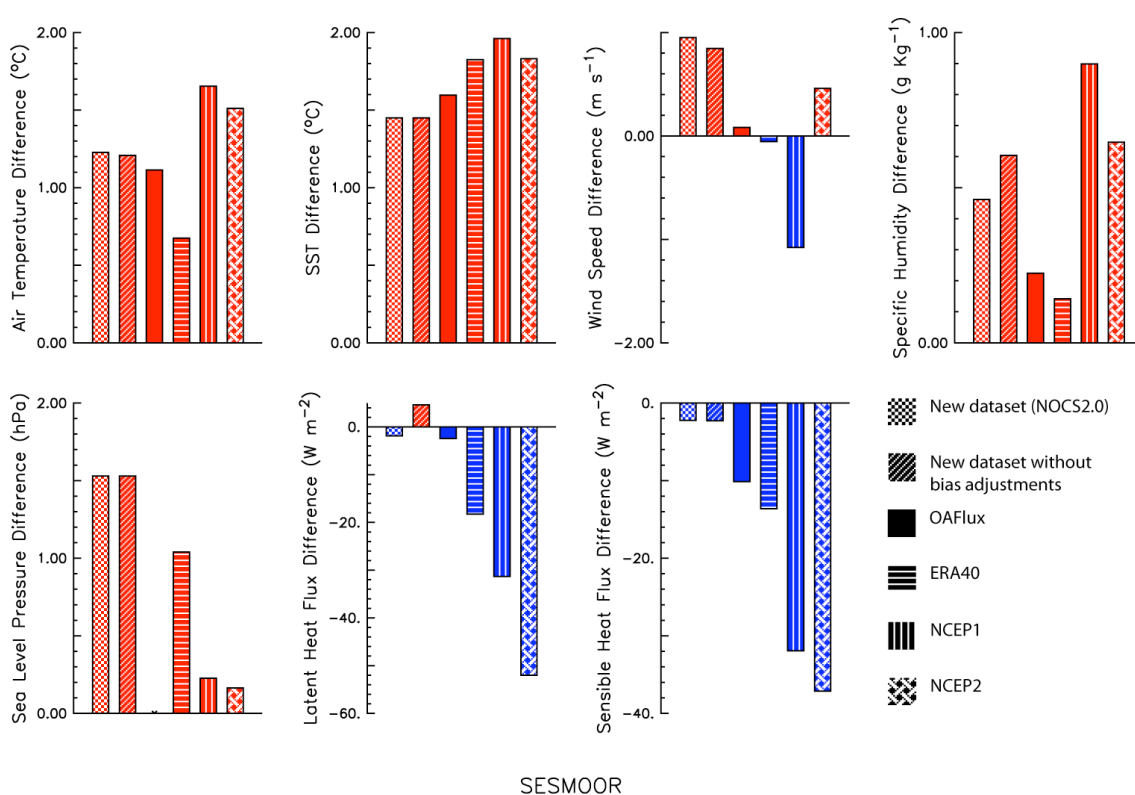 Air Temperature Difference (°C)
2.00
1.00
0.00
SST Difference (°C)
2.00
1.00
0.00
Wind Speed Difference (m s−1)
0.00
−2.00
Specific Humidity Difference (g Kg−1)
1.00
0.00
Sea Level Pressure Difference (hPa)
2.00
1.00
0.00
Latent Heat Flux Difference (W m−2)
0.
−20.
−40.
−60.
Sensible Heat Flux Difference (W m−2)
0.
−20.
−40.
New dataset (NOCS2.0)
New dataset without
bias adjustments
OAFlux
ERA40
NCEP1
NCEP2
SESMOOR